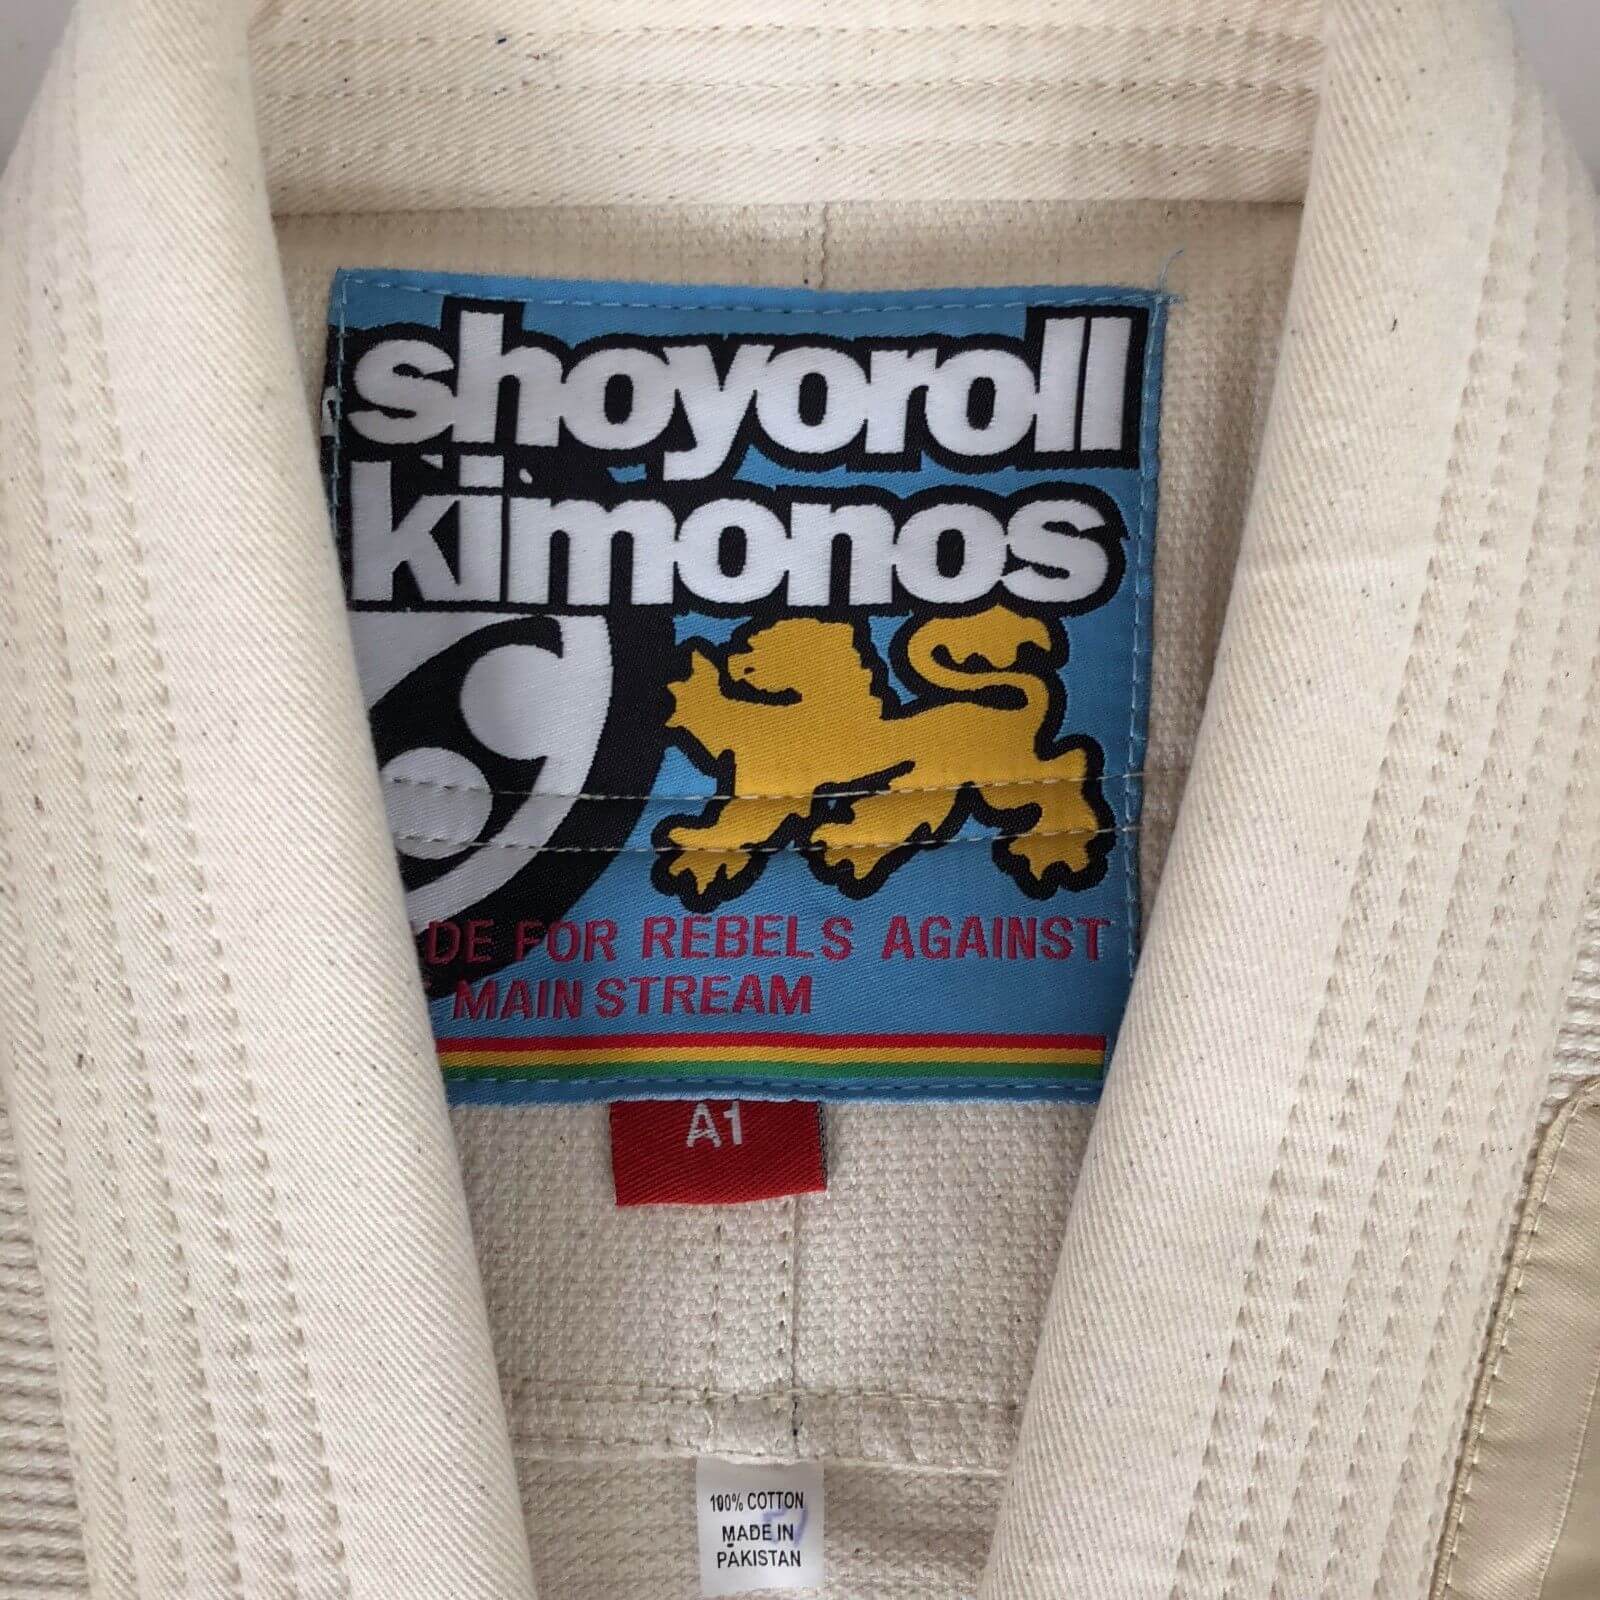 shoyoroll
kimonos
DE FOR REBELS AGAINST
MAIN STREAM
A1
100% COTTON
MADE IN
PAKISTAN